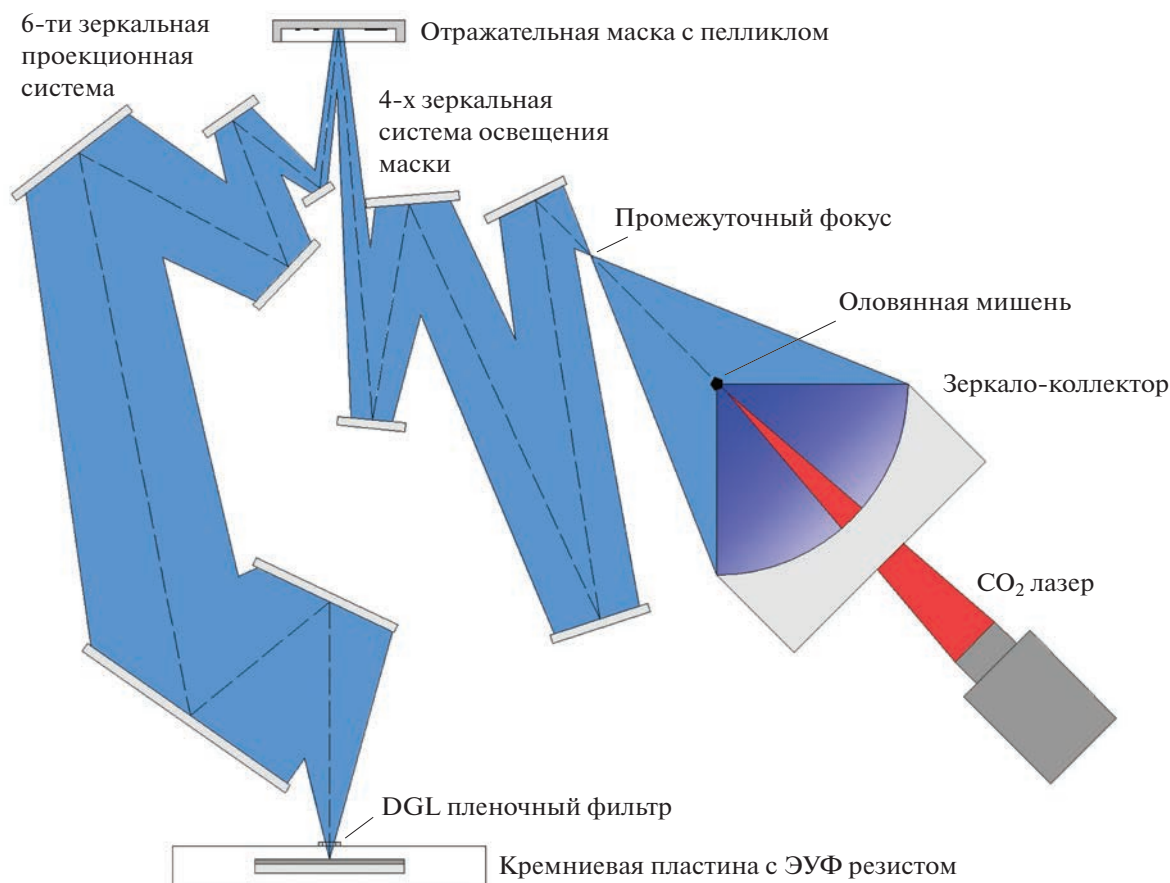 6-ти зеркальная
проекционная
система
Отражательная маска с пелликлом
4-х зеркальная
система освещения
маски
Промежуточный фокус
Оловянная мишень
Зеркало-коллектор
CO₂ лазер
DGL пленочный фильтр
Кремниевая пластина с ЭУФ резистом